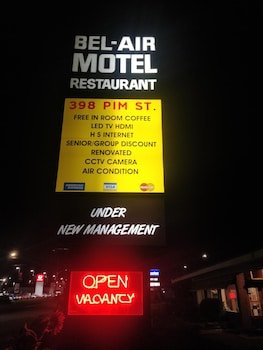 BEL-AIR
MOTEL
RESTAURANT
398 PIM ST.
FREE IN ROOM COFFEE
LED TV HDMI
H S INTERNET
SENIOR/GROUP DISCOUNT
RENOVATED
CCTV CAMERA
AIR CONDITION
VISA
UNDER
NEW MANAGEMENT
OPEN
VACANCY